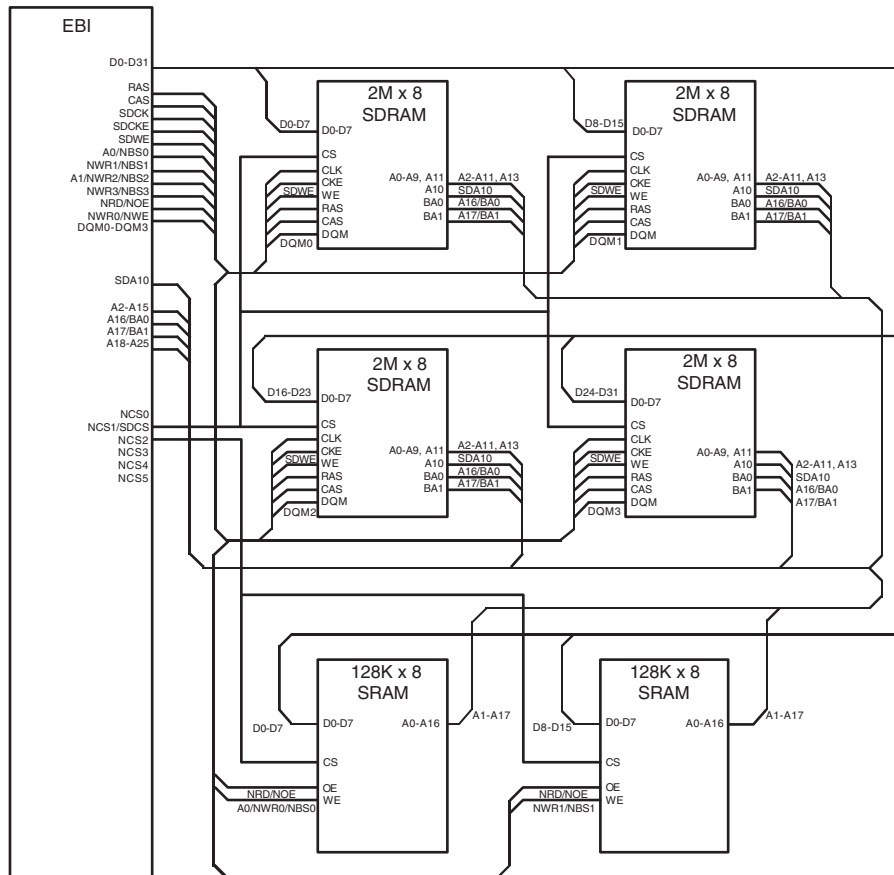 EBI
D0-D31
RAS
CAS
SDCK
SDCKE
SDWE
A0/NBS0
NWR1/NBS1
A1/NWR2/NBS2
NWR3/NBS3
NRD/NOE
NWR0/NWE
DQM0-DQM3
SDA10
A2-A15
A16/BA0
A17/BA1
A18-A25
NCS0
NCS1/SDCS
NCS2
NCS3
NCS4
NCS5
2M x 8
SDRAM
D0-D7
D0-D7
CS
CLK
CKE
SDWE
WE
RAS
CAS
DQM
DQM0
A0-A9, A11
A10
BA0
BA1
A2-A11, A13
SDA10
A16/BA0
A17/BA1
2M x 8
SDRAM
D8-D15
D0-D7
CS
CLK
CKE
SDWE
WE
RAS
CAS
DQM
DQM1
A0-A9, A11
A10
BA0
BA1
A2-A11, A13
SDA10
A16/BA0
A17/BA1
2M x 8
SDRAM
D16-D23
D0-D7
CS
CLK
CKE
SDWE
WE
RAS
CAS
DQM
DQM2
A0-A9, A11
A10
BA0
BA1
A2-A11, A13
SDA10
A16/BA0
A17/BA1
2M x 8
SDRAM
D24-D31
D0-D7
CS
CLK
CKE
SDWE
WE
RAS
CAS
DQM
DQM3
A0-A9, A11
A10
BA0
BA1
A2-A11, A13
SDA10
A16/BA0
A17/BA1
128K x 8
SRAM
D0-D7
D0-D7
A0-A16
A1-A17
CS
OE
NRD/NOE
WE
A0/NWR0/NBS0
128K x 8
SRAM
D8-D15
D0-D7
A0-A16
A1-A17
CS
OE
NRD/NOE
WE
NWR1/NBS1